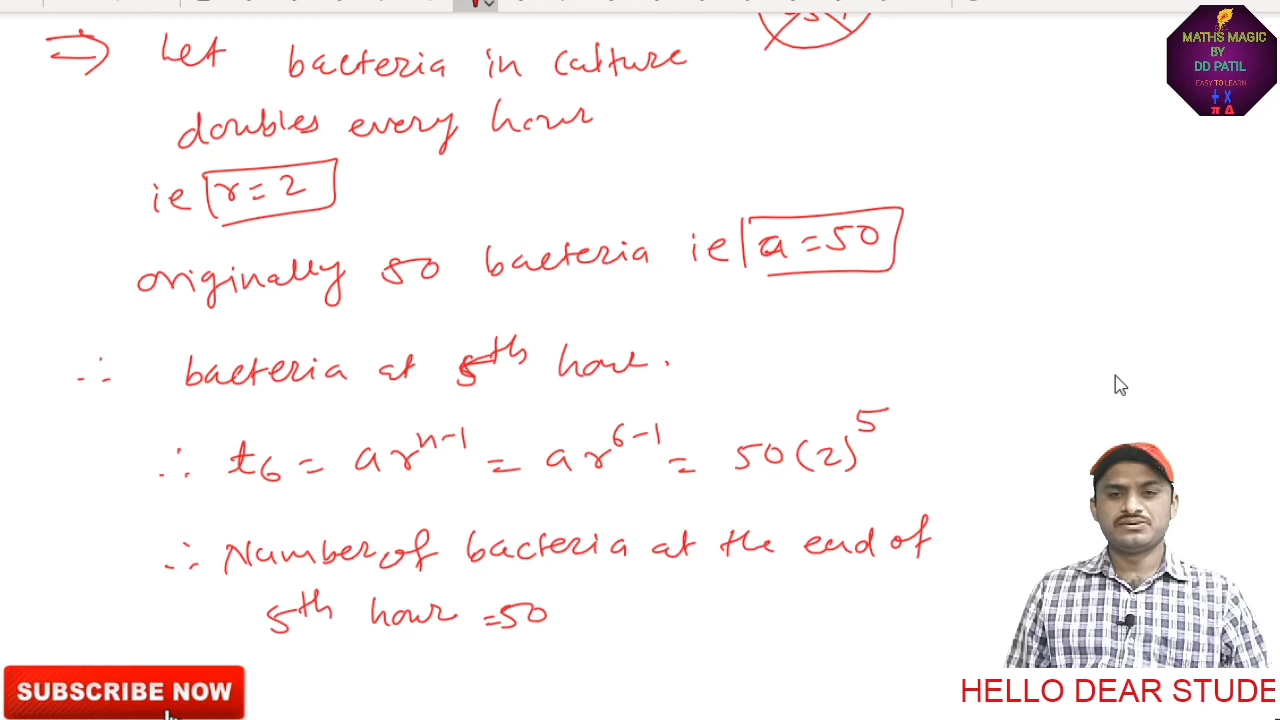 MATHS MAGIC
BY
DD PATIL
EASY TO LEARN
+ X
π Δ
⇒ Let bacteria in culture
doubles every hour
ie r = 2
originally 50 bacteria ie a = 50
∴ bacteria at 5th hour.
∴ t₆ = ar^(n-1) = ar^(6-1) = 50(2)^5
∴ Number of bacteria at the end of
5th hour = 50
SUBSCRIBE NOW
HELLO DEAR STUDE